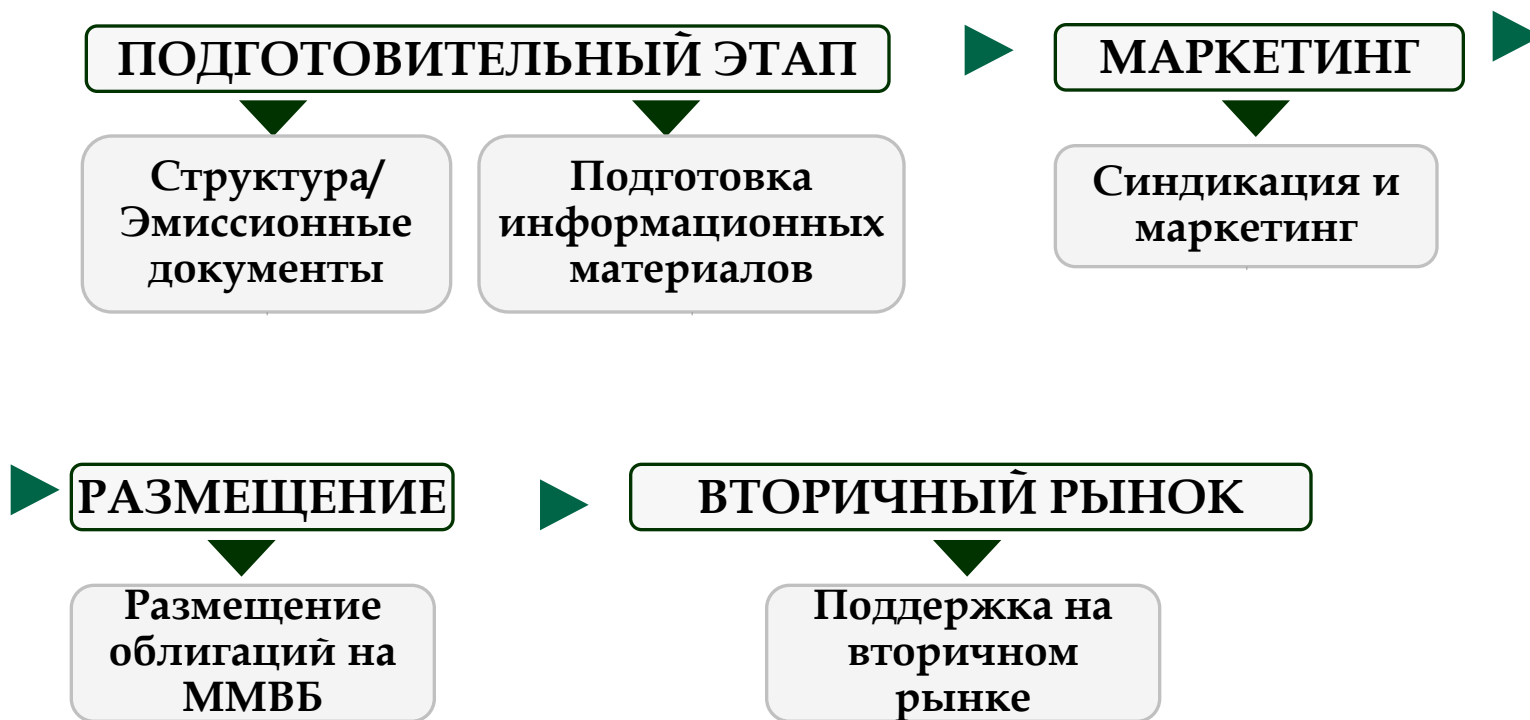 ПОДГОТОВИТЕЛЬНЫЙ ЭТАП
МАРКЕТИНГ
Структура/
Эмиссионные
документы
Подготовка
информационных
материалов
Синдикация и
маркетинг
РАЗМЕЩЕНИЕ
ВТОРИЧНЫЙ РЫНОК
Размещение
облигаций на
ММВБ
Поддержка на
вторичном
рынке